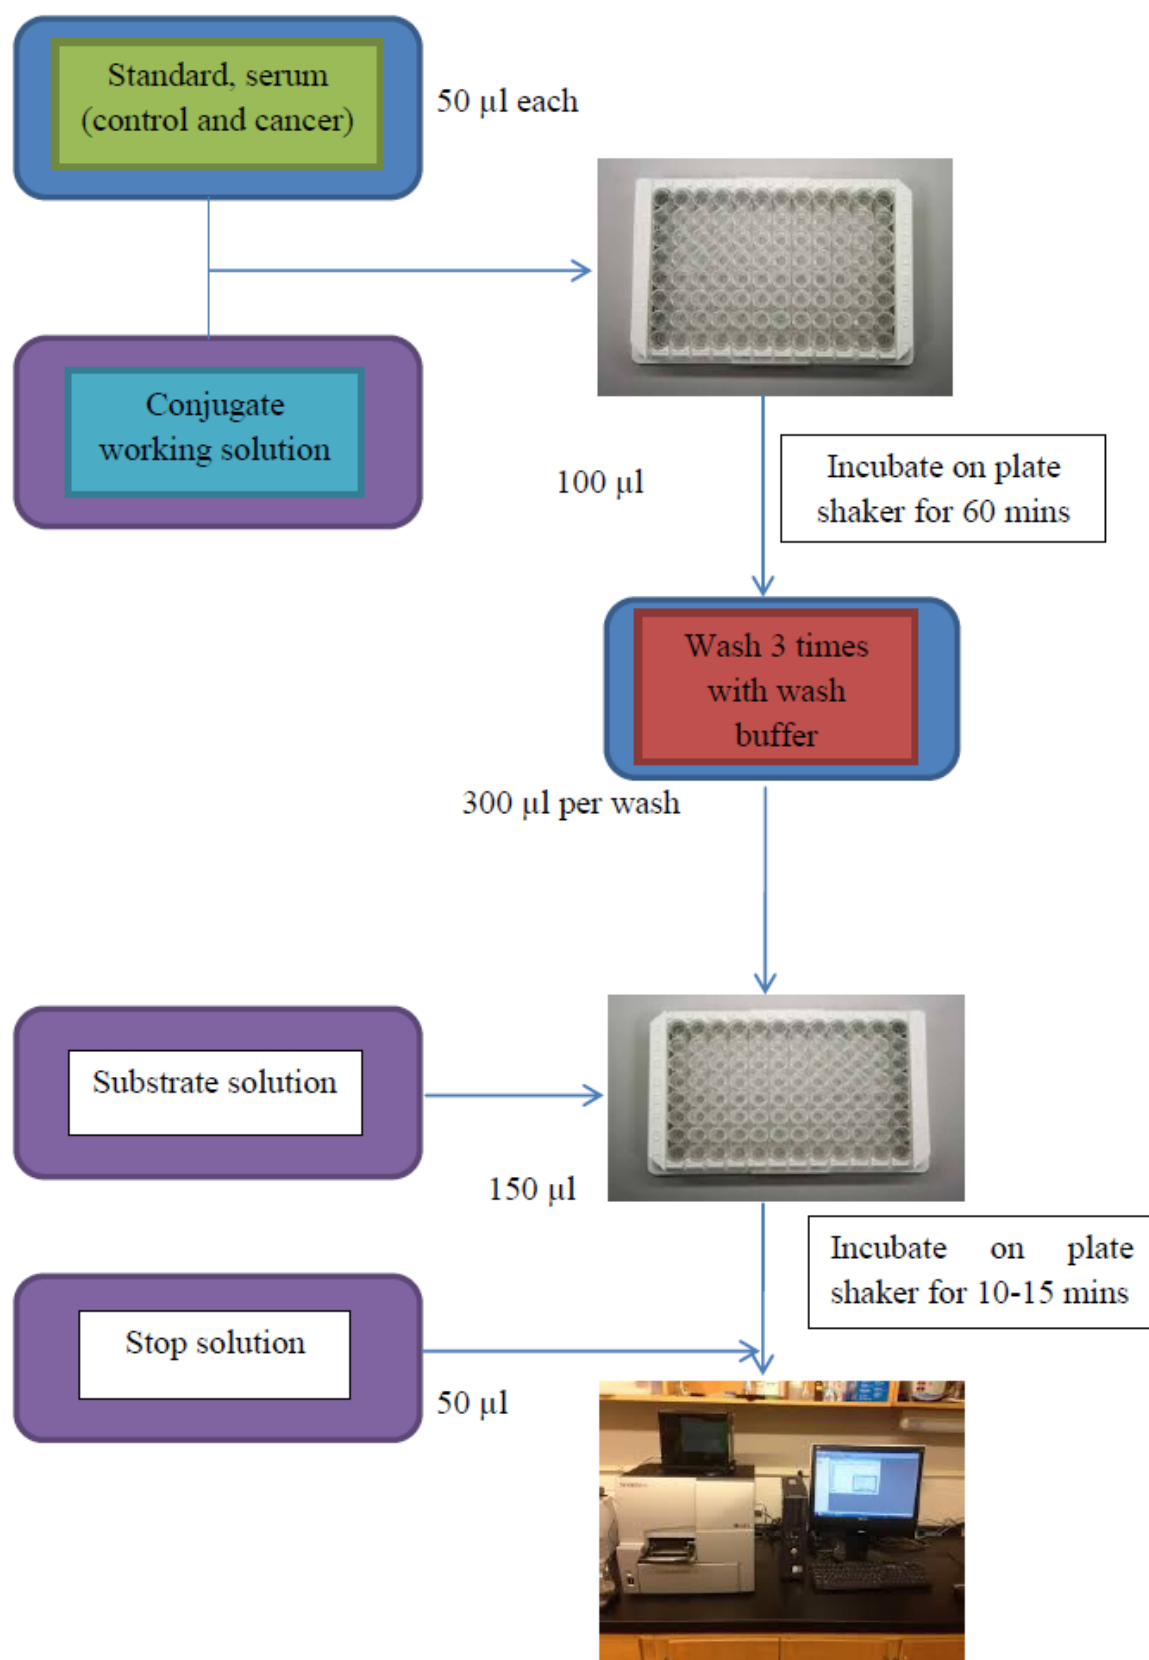 Standard, serum
(control and cancer)
50 µl each
Conjugate
working solution
100 µl
Incubate on plate
shaker for 60 mins
Wash 3 times
with wash
buffer
300 µl per wash
Substrate solution
150 µl
Incubate on plate
shaker for 10-15 mins
Stop solution
50 µl